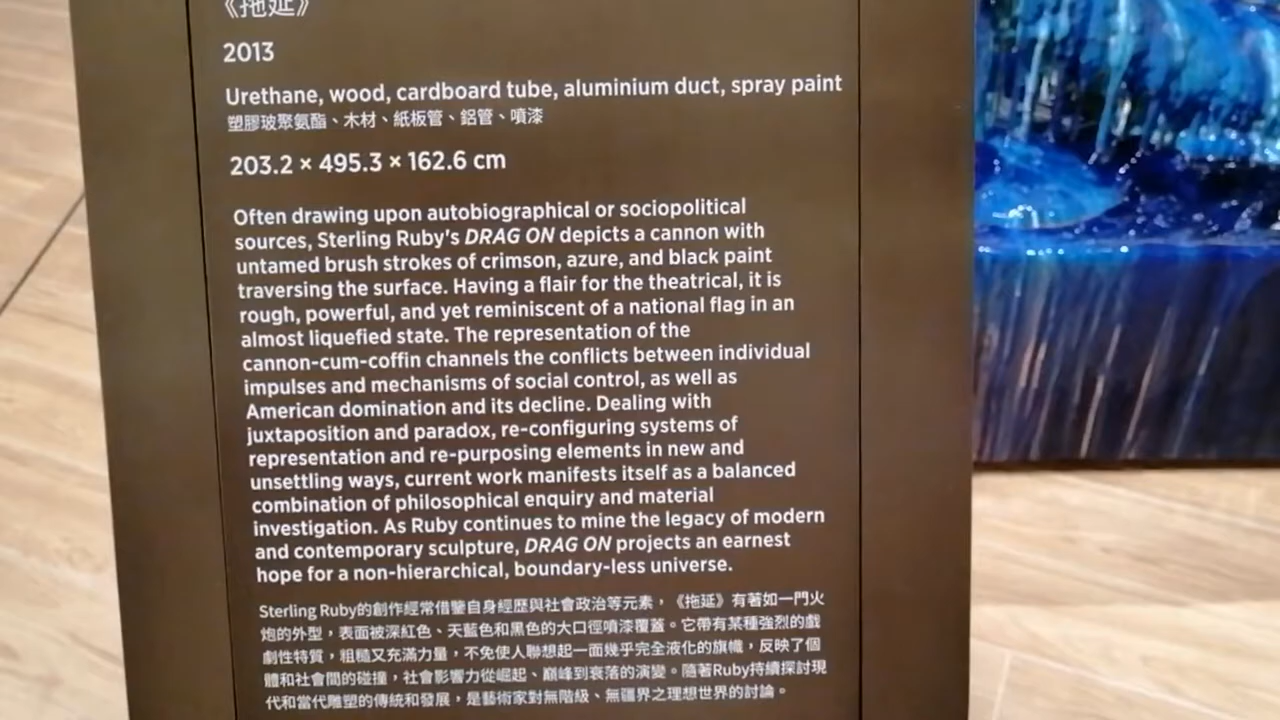 《拖延》
2013
Urethane, wood, cardboard tube, aluminium duct, spray paint
塑膠玻聚氨酯、木材、紙板管、鋁管、噴漆
203.2 × 495.3 × 162.6 cm
Often drawing upon autobiographical or sociopolitical
sources, Sterling Ruby's DRAG ON depicts a cannon with
untamed brush strokes of crimson, azure, and black paint
traversing the surface. Having a flair for the theatrical, it is
rough, powerful, and yet reminiscent of a national flag in an
almost liquefied state. The representation of the
cannon-cum-coffin channels the conflicts between individual
impulses and mechanisms of social control, as well as
American domination and its decline. Dealing with
juxtaposition and paradox, re-configuring systems of
representation and re-purposing elements in new and
unsettling ways, current work manifests itself as a balanced
combination of philosophical enquiry and material
investigation. As Ruby continues to mine the legacy of modern
and contemporary sculpture, DRAG ON projects an earnest
hope for a non-hierarchical, boundary-less universe.
Sterling Ruby的創作經常借鑒自身經歷與社會政治等元素，《拖延》有著如一門火
炮的外型，表面被深紅色、天藍色和黑色的大口徑噴漆覆蓋。它帶有某種強烈的戲
劇性特質，粗糙又充滿力量，不免使人聯想起一面幾乎完全液化的旗幟，反映了個
體和社會間的碰撞，社會影響力從崛起、巔峰到衰落的演變。隨著Ruby持續探討現
代和當代雕塑的傳統和發展，是藝術家對無階級、無疆界之理想世界的討論。